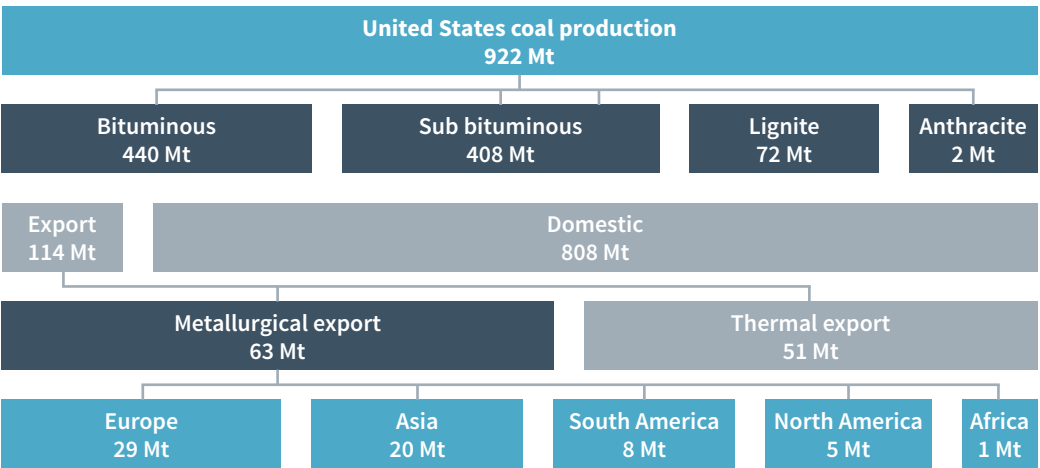 United States coal production
922 Mt
Bituminous
440 Mt
Sub bituminous
408 Mt
Lignite
72 Mt
Anthracite
2 Mt
Export
114 Mt
Domestic
808 Mt
Metallurgical export
63 Mt
Thermal export
51 Mt
Europe
29 Mt
Asia
20 Mt
South America
8 Mt
North America
5 Mt
Africa
1 Mt